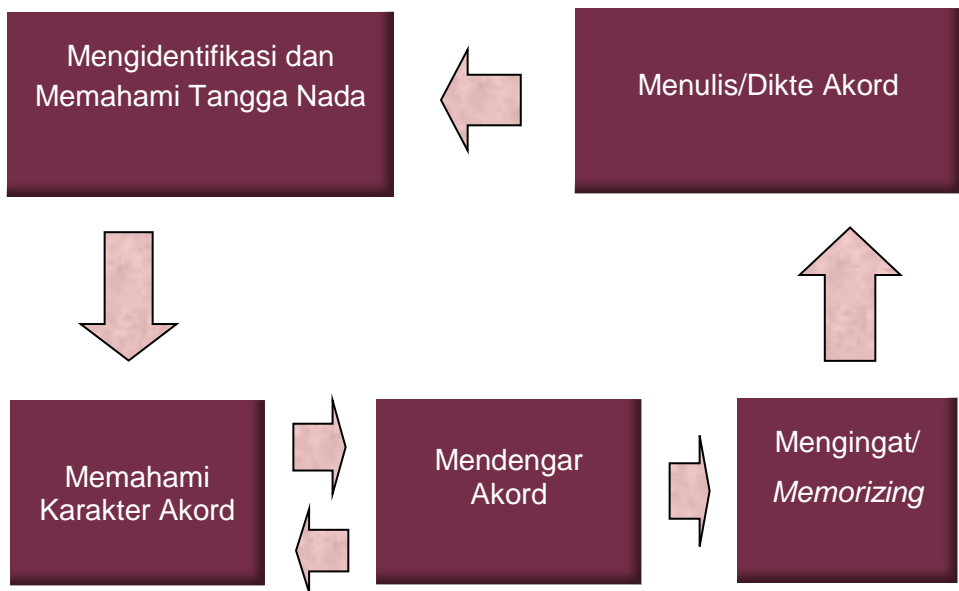 Mengidentifikasi dan
Memahami Tangga Nada
Menulis/Dikte Akord
Memahami
Karakter Akord
Mendengar
Akord
Mengingat/
Memorizing